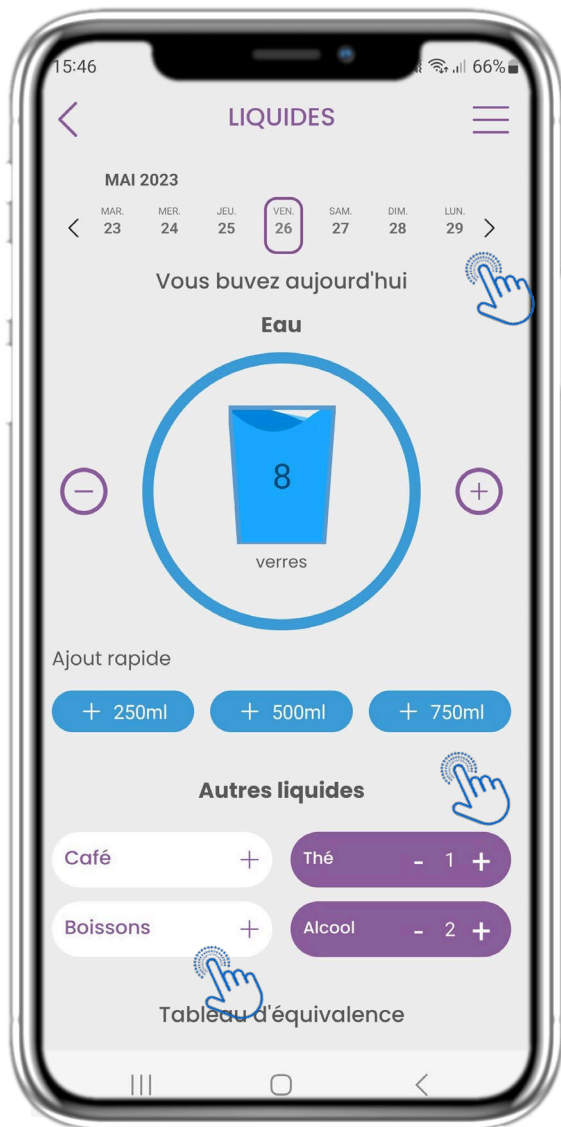 15:46 66%
LIQUIDES
MAI 2023
MAR. MER. JEU. VEN. SAM. DIM. LUN.
23 24 25 26 27 28 29
Vous buvez aujourd'hui
Eau
8
verres
Ajout rapide
+ 250ml + 500ml + 750ml
Autres liquides
Café + Thé - 1 +
Boissons + Alcool - 2 +
Tableau d'équivalence